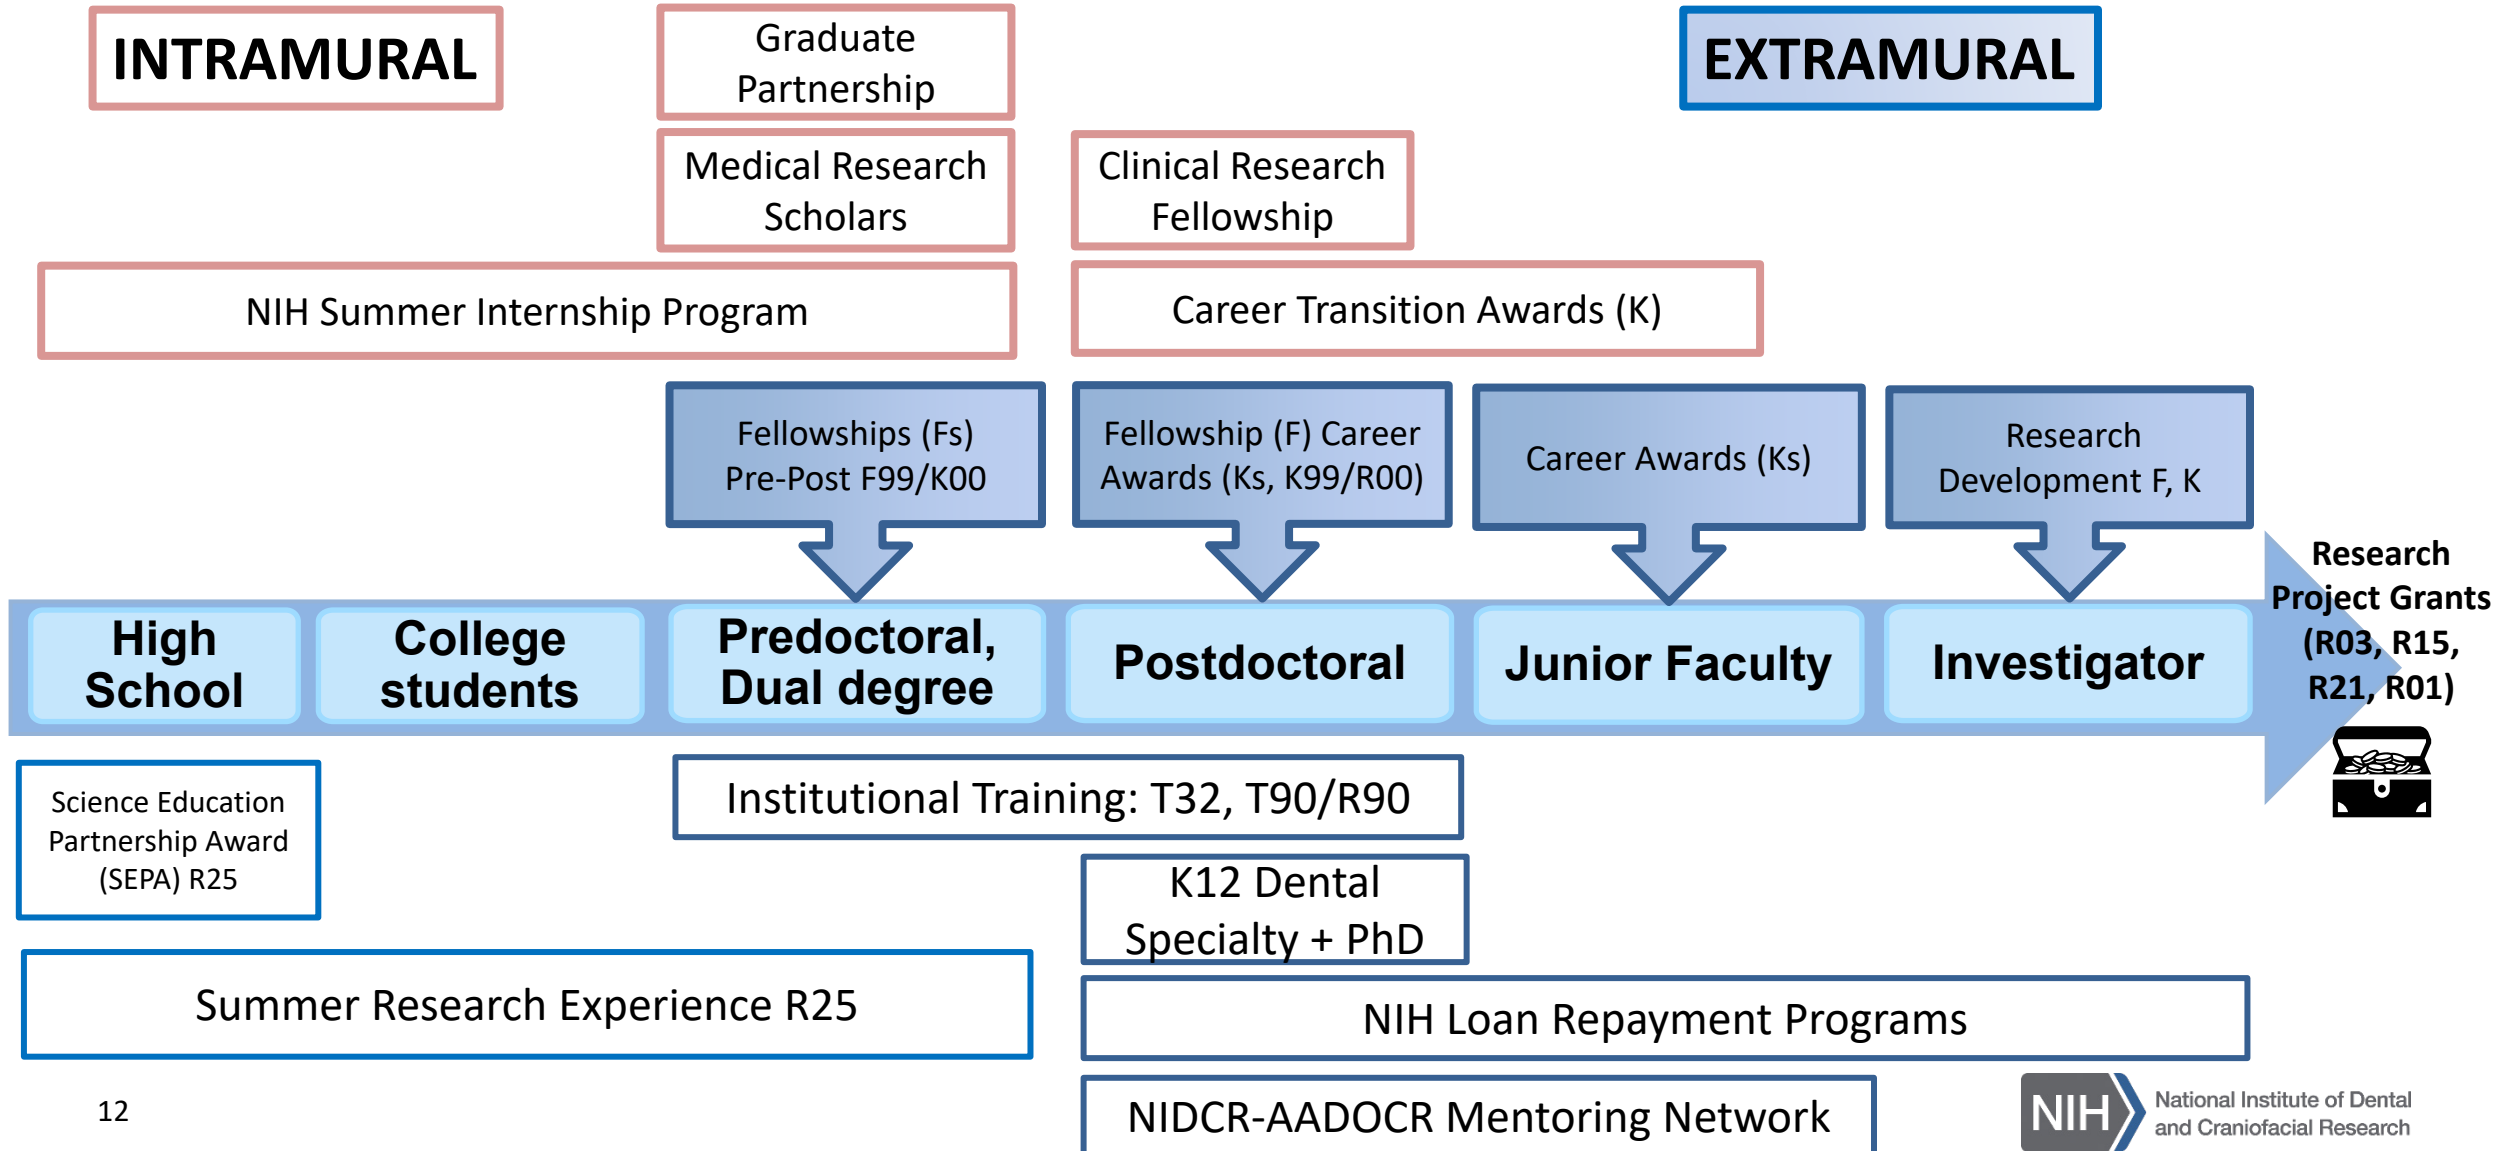 INTRAMURAL
Graduate
Partnership
EXTRAMURAL
Medical Research
Scholars
Clinical Research
Fellowship
NIH Summer Internship Program
Career Transition Awards (K)
Fellowships (Fs)
Pre-Post F99/K00
Fellowship (F) Career
Awards (Ks, K99/R00)
Career Awards (Ks)
Research
Development F, K
High
School
College
students
Predoctoral,
Dual degree
Postdoctoral
Junior Faculty
Investigator
Research
Project Grants
(R03, R15,
R21, R01)
Science Education
Partnership Award
(SEPA) R25
Institutional Training: T32, T90/R90
K12 Dental
Specialty + PhD
Summer Research Experience R25
NIH Loan Repayment Programs
NIDCR-AADOCR Mentoring Network
12
NIH
National Institute of Dental
and Craniofacial Research